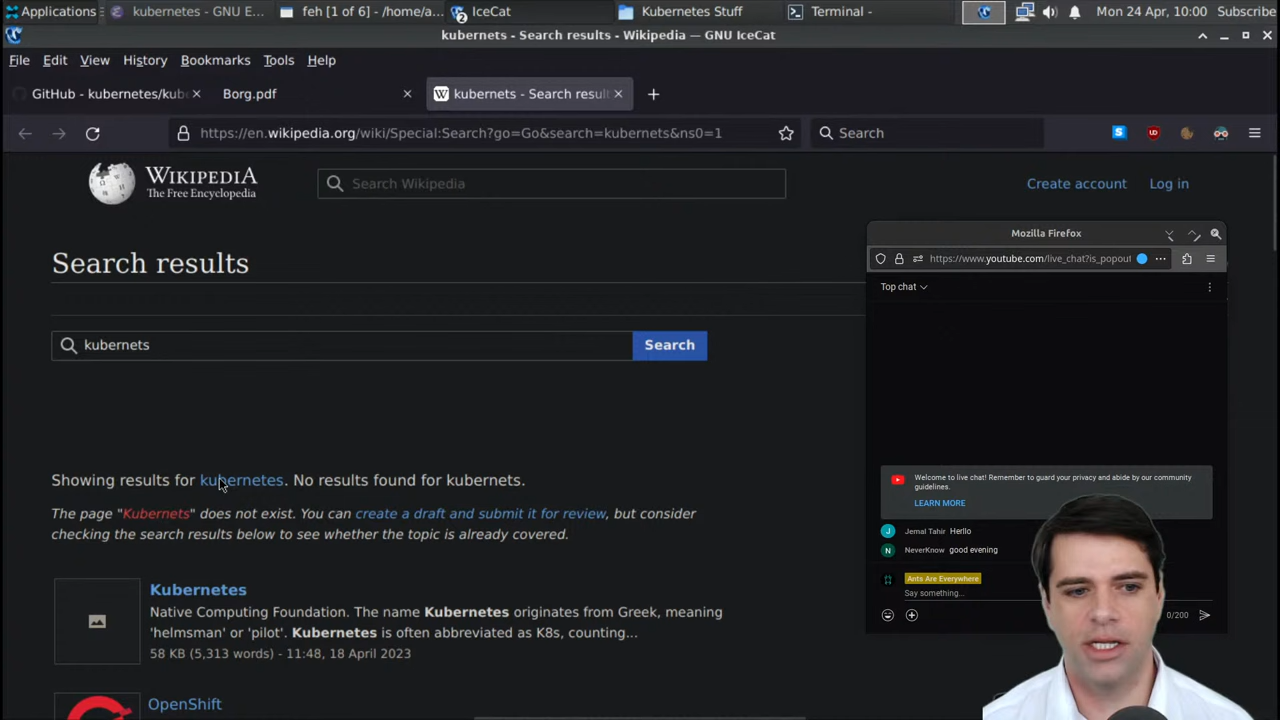 Applications
kubernetes - GNU E...
feh [1 of 6] - /home/a...
2
IceCat
Kubernetes Stuff
Terminal -
Mon 24 Apr, 10:00
Subscribe
kubernets - Search results - Wikipedia — GNU IceCat
File Edit View History Bookmarks Tools Help
GitHub - kubernetes/kub
Borg.pdf
W kubernets - Search result
https://en.wikipedia.org/wiki/Special:Search?go=Go&search=kubernets&ns0=1
Search
WIKIPEDIA
The Free Encyclopedia
Search Wikipedia
Create account
Log in
Search results
kubernets
Search
Showing results for kubernetes. No results found for kubernets.
The page "Kubernets" does not exist. You can create a draft and submit it for review, but consider
checking the search results below to see whether the topic is already covered.
Kubernetes
Native Computing Foundation. The name Kubernetes originates from Greek, meaning
'helmsman' or 'pilot'. Kubernetes is often abbreviated as K8s, counting...
58 KB (5,313 words) - 11:48, 18 April 2023
OpenShift
Mozilla Firefox
https://www.youtube.com/live_chat?is_popout
Top chat
Welcome to live chat! Remember to guard your privacy and abide by our community
guidelines.
LEARN MORE
J Jemal Tahir Herllo
N NeverKnow good evening
Ants Are Everywhere
Say something...
0/200